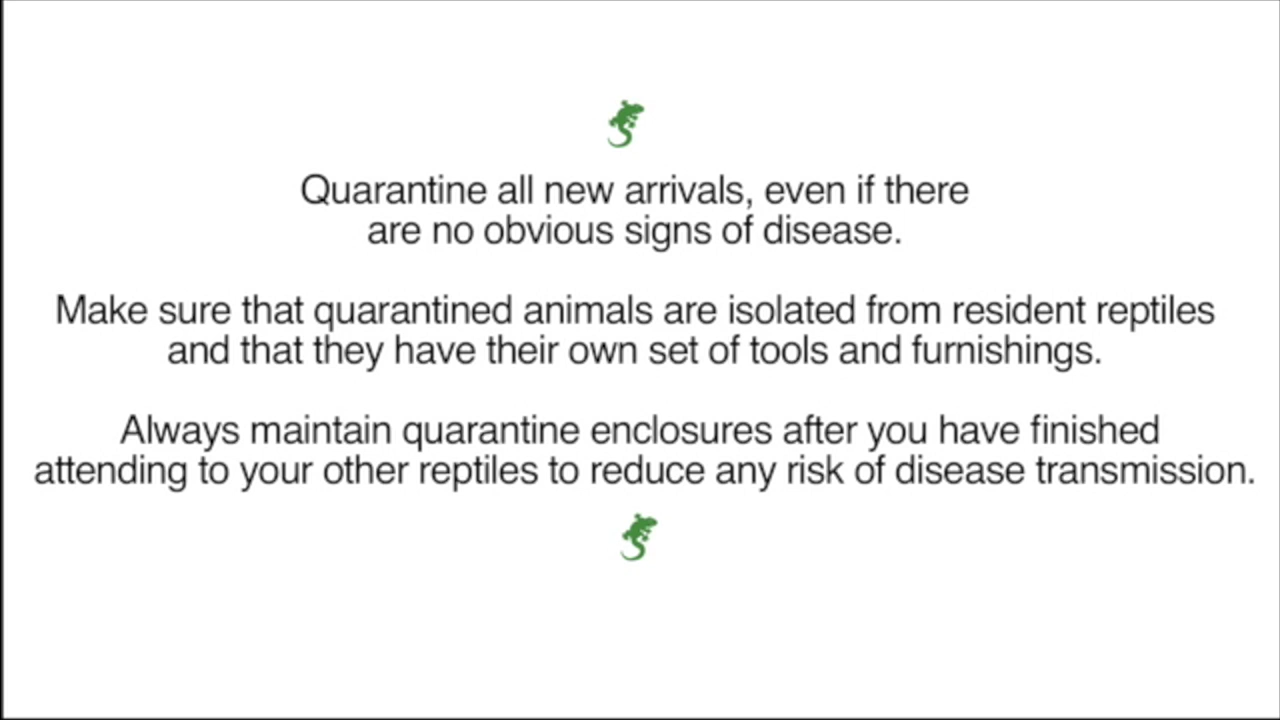 Quarantine all new arrivals, even if there
are no obvious signs of disease.
Make sure that quarantined animals are isolated from resident reptiles
and that they have their own set of tools and furnishings.
Always maintain quarantine enclosures after you have finished
attending to your other reptiles to reduce any risk of disease transmission.